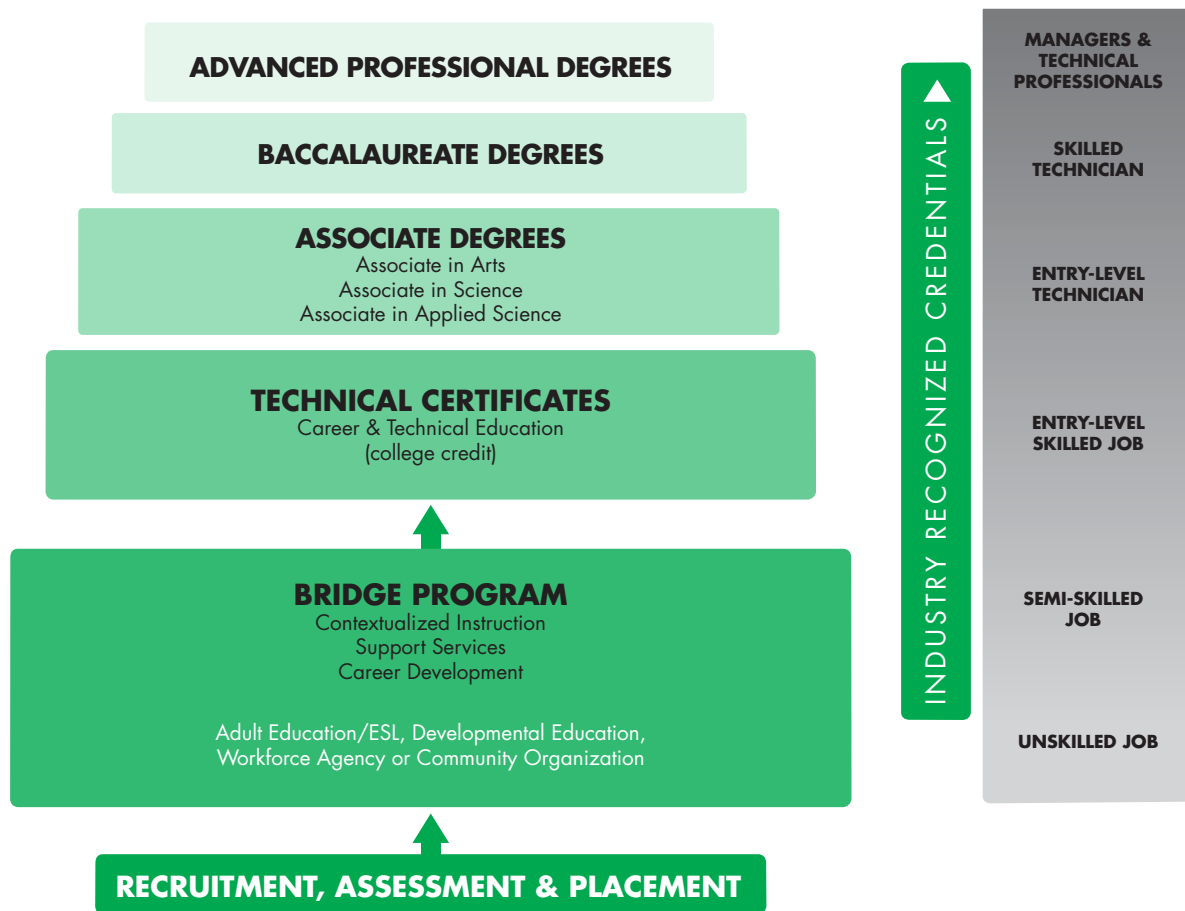 ADVANCED PROFESSIONAL DEGREES
BACCALAUREATE DEGREES
ASSOCIATE DEGREES
Associate in Arts
Associate in Science
Associate in Applied Science
TECHNICAL CERTIFICATES
Career & Technical Education
(college credit)
BRIDGE PROGRAM
Contextualized Instruction
Support Services
Career Development
Adult Education/ESL, Developmental Education,
Workforce Agency or Community Organization
RECRUITMENT, ASSESSMENT & PLACEMENT
INDUSTRY RECOGNIZED CREDENTIALS
MANAGERS &
TECHNICAL
PROFESSIONALS
SKILLED
TECHNICIAN
ENTRY-LEVEL
TECHNICIAN
ENTRY-LEVEL
SKILLED JOB
SEMI-SKILLED
JOB
UNSKILLED JOB